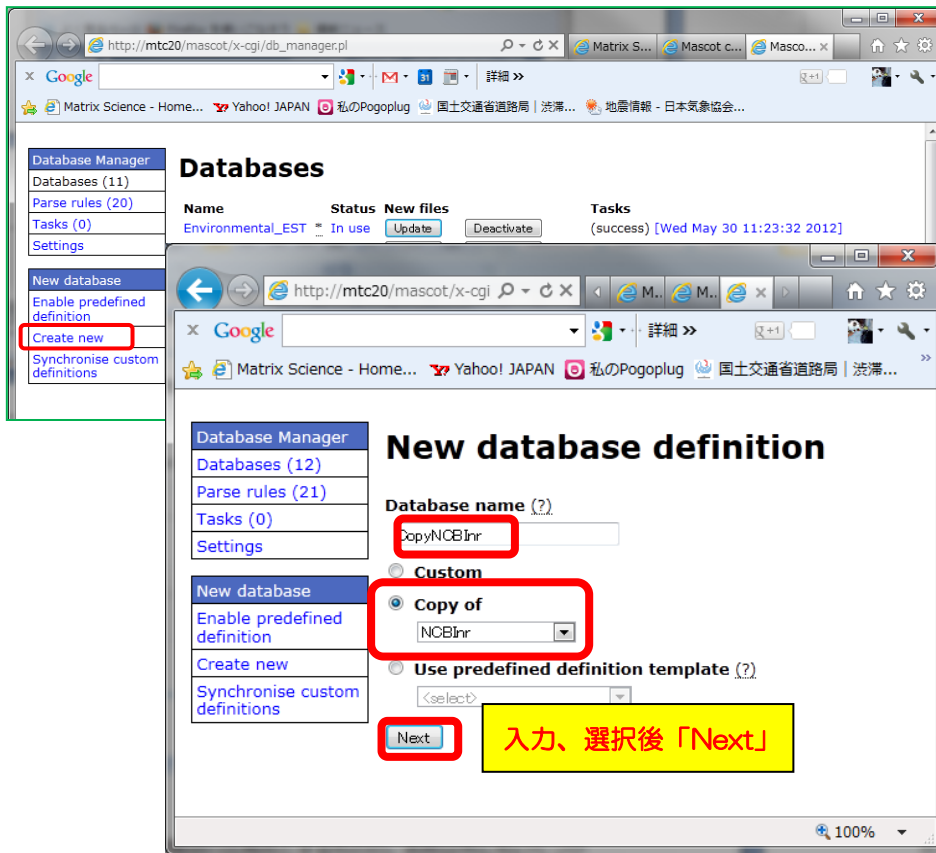 http://mtc20/mascot/x-cgi/db_manager.pl
Matrix S...
Mascot c...
Masco...
x Google
詳細 »
Matrix Science - Home...
Yahoo! JAPAN
私のPogoplug
国土交通省道路局 | 渋滞...
地震情報 - 日本気象協会...
Database Manager
Databases (11)
Parse rules (20)
Tasks (0)
Settings
New database
Enable predefined
definition
Create new
Synchronise custom
definitions
Databases
Name Status New files Tasks
Environmental_EST * In use Update Deactivate (success) [Wed May 30 11:23:32 2012]
http://mtc20/mascot/x-cgi
M..
M..
x Google
詳細 »
Matrix Science - Home...
Yahoo! JAPAN
私のPogoplug
国土交通省道路局 | 渋滞...
Database Manager
Databases (12)
Parse rules (21)
Tasks (0)
Settings
New database
Enable predefined
definition
Create new
Synchronise custom
definitions
New database definition
Database name (?)
CopyNCBInr
Custom
Copy of
NCBInr
Use predefined definition template (?)
<select>
Next
入力、選択後「Next」
100%